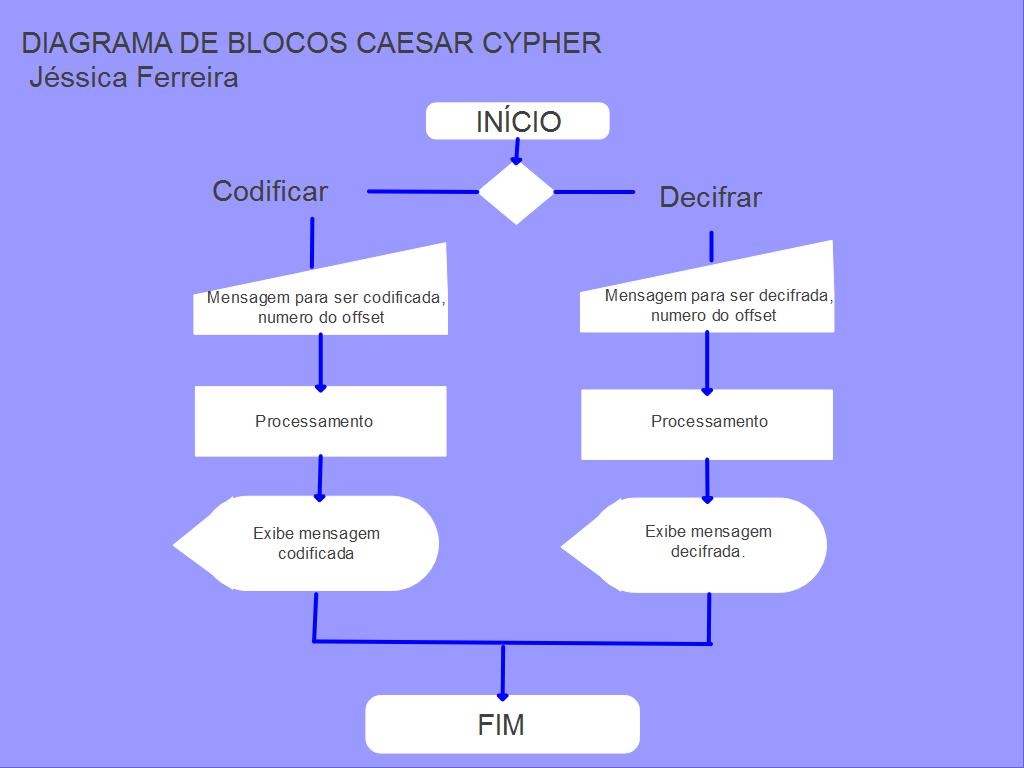 DIAGRAMA DE BLOCOS CAESAR CYPHER
Jéssica Ferreira
INÍCIO
Codificar
Decifrar
Mensagem para ser codificada,
numero do offset
Mensagem para ser decifrada,
numero do offset
Processamento
Processamento
Exibe mensagem
codificada
Exibe mensagem
decifrada.
FIM